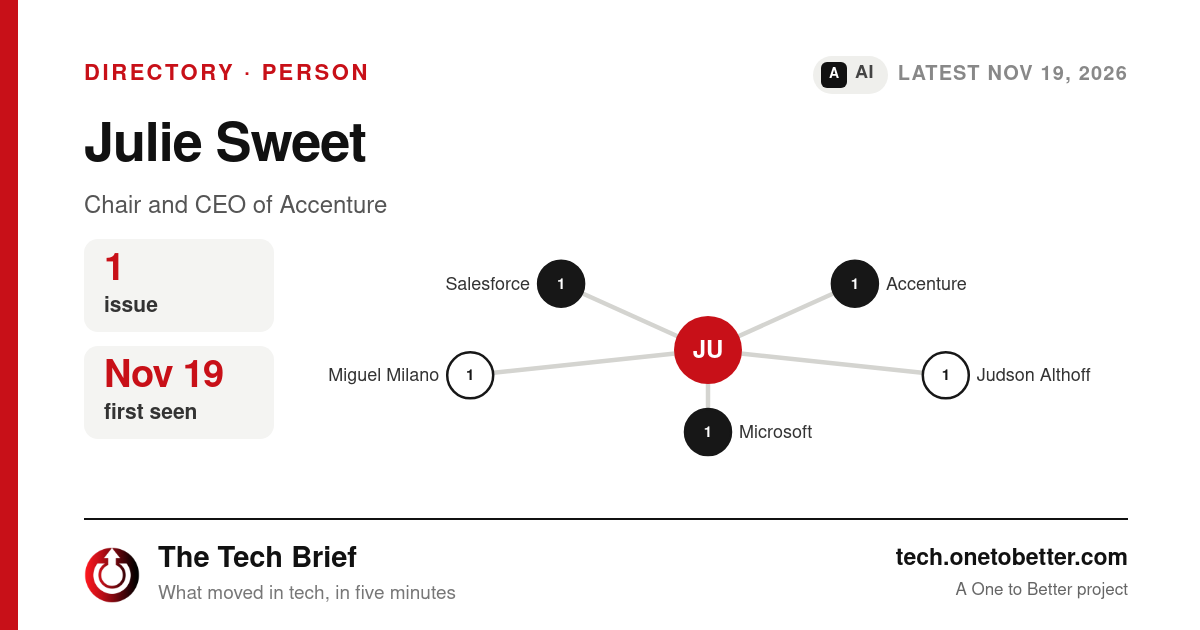 DIRECTORY · PERSON
A AI LATEST NOV 19, 2026
Julie Sweet
Chair and CEO of Accenture
1
issue
Nov 19
first seen
Salesforce 1
1 Accenture
JU
Miguel Milano 1
1 Judson Althoff
1 Microsoft
The Tech Brief
What moved in tech, in five minutes
tech.onetobetter.com
A One to Better project